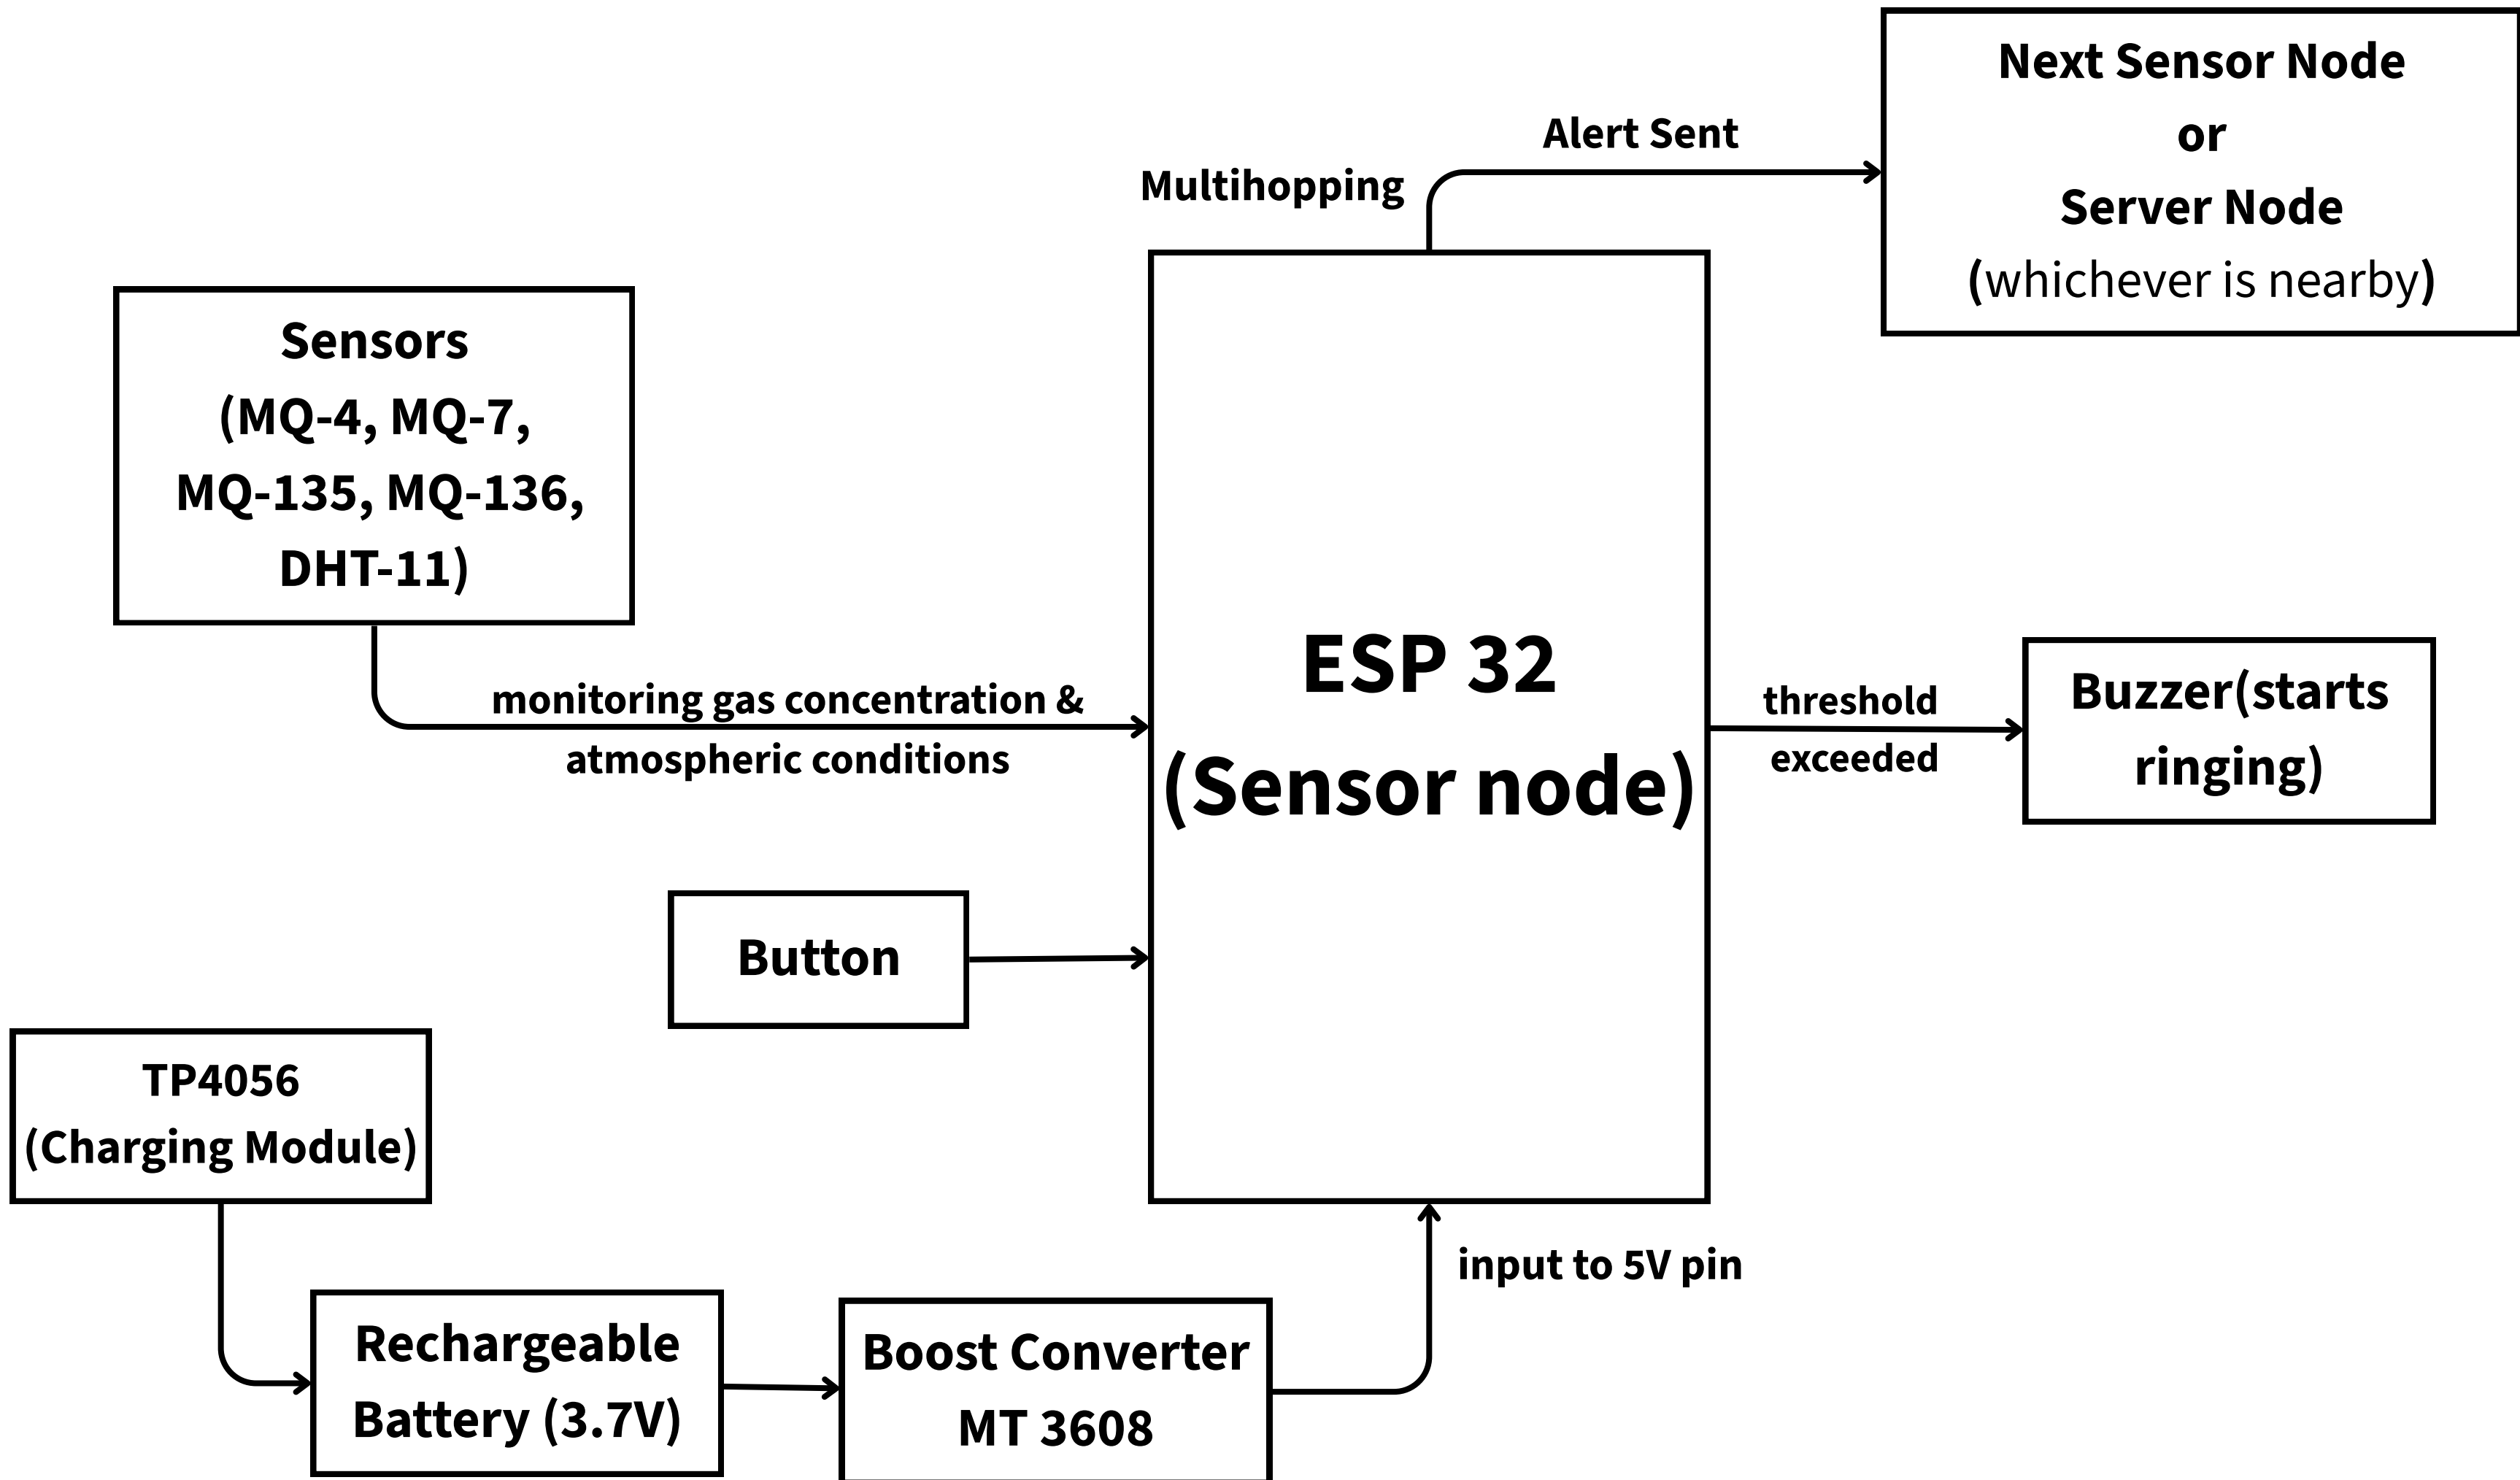 Next Sensor Node
or
Server Node
(whichever is nearby)
Alert Sent
Multihopping
Sensors
(MQ-4, MQ-7,
MQ-135, MQ-136,
DHT-11)
monitoring gas concentration &
atmospheric conditions
ESP 32
(Sensor node)
threshold
exceeded
Buzzer(starts
ringing)
Button
TP4056
(Charging Module)
Rechargeable
Battery (3.7V)
Boost Converter
MT 3608
input to 5V pin